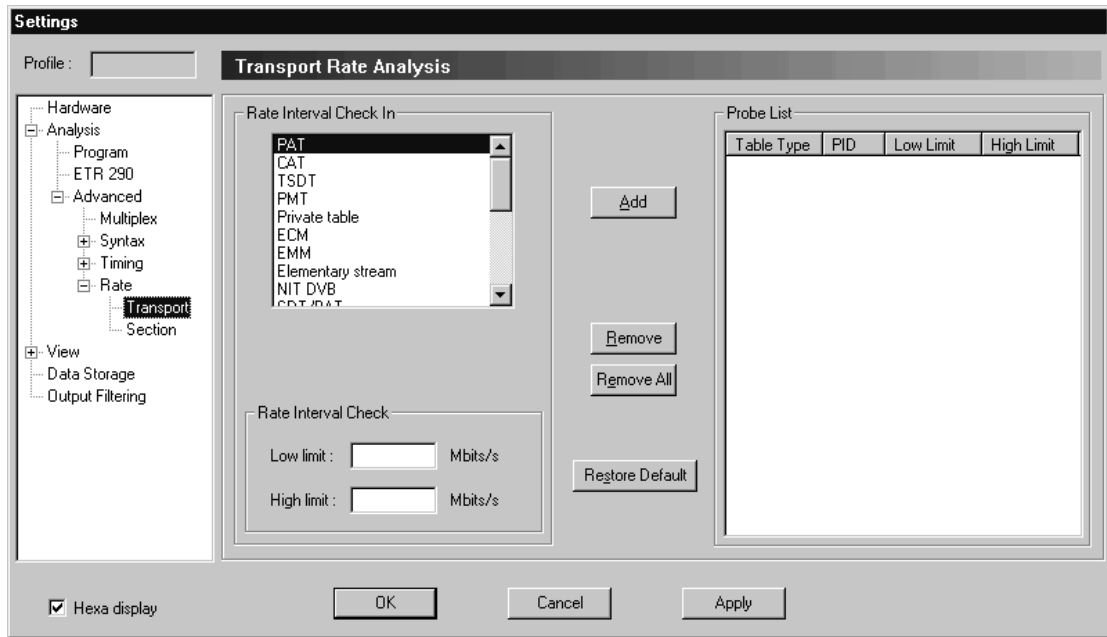 Settings
Profile :
Transport Rate Analysis
Hardware
Analysis
Program
ETR 290
Advanced
Multiplex
Syntax
Timing
Rate
Transport
Section
View
Data Storage
Output Filtering
Rate Interval Check In
PAT
CAT
TSDT
PMT
Private table
ECM
EMM
Elementary stream
NIT DVB
SDT/BAT
Rate Interval Check
Low limit : Mbits/s
High limit : Mbits/s
Add
Remove
Remove All
Restore Default
Probe List
Table Type PID Low Limit High Limit
Hexa display
OK
Cancel
Apply